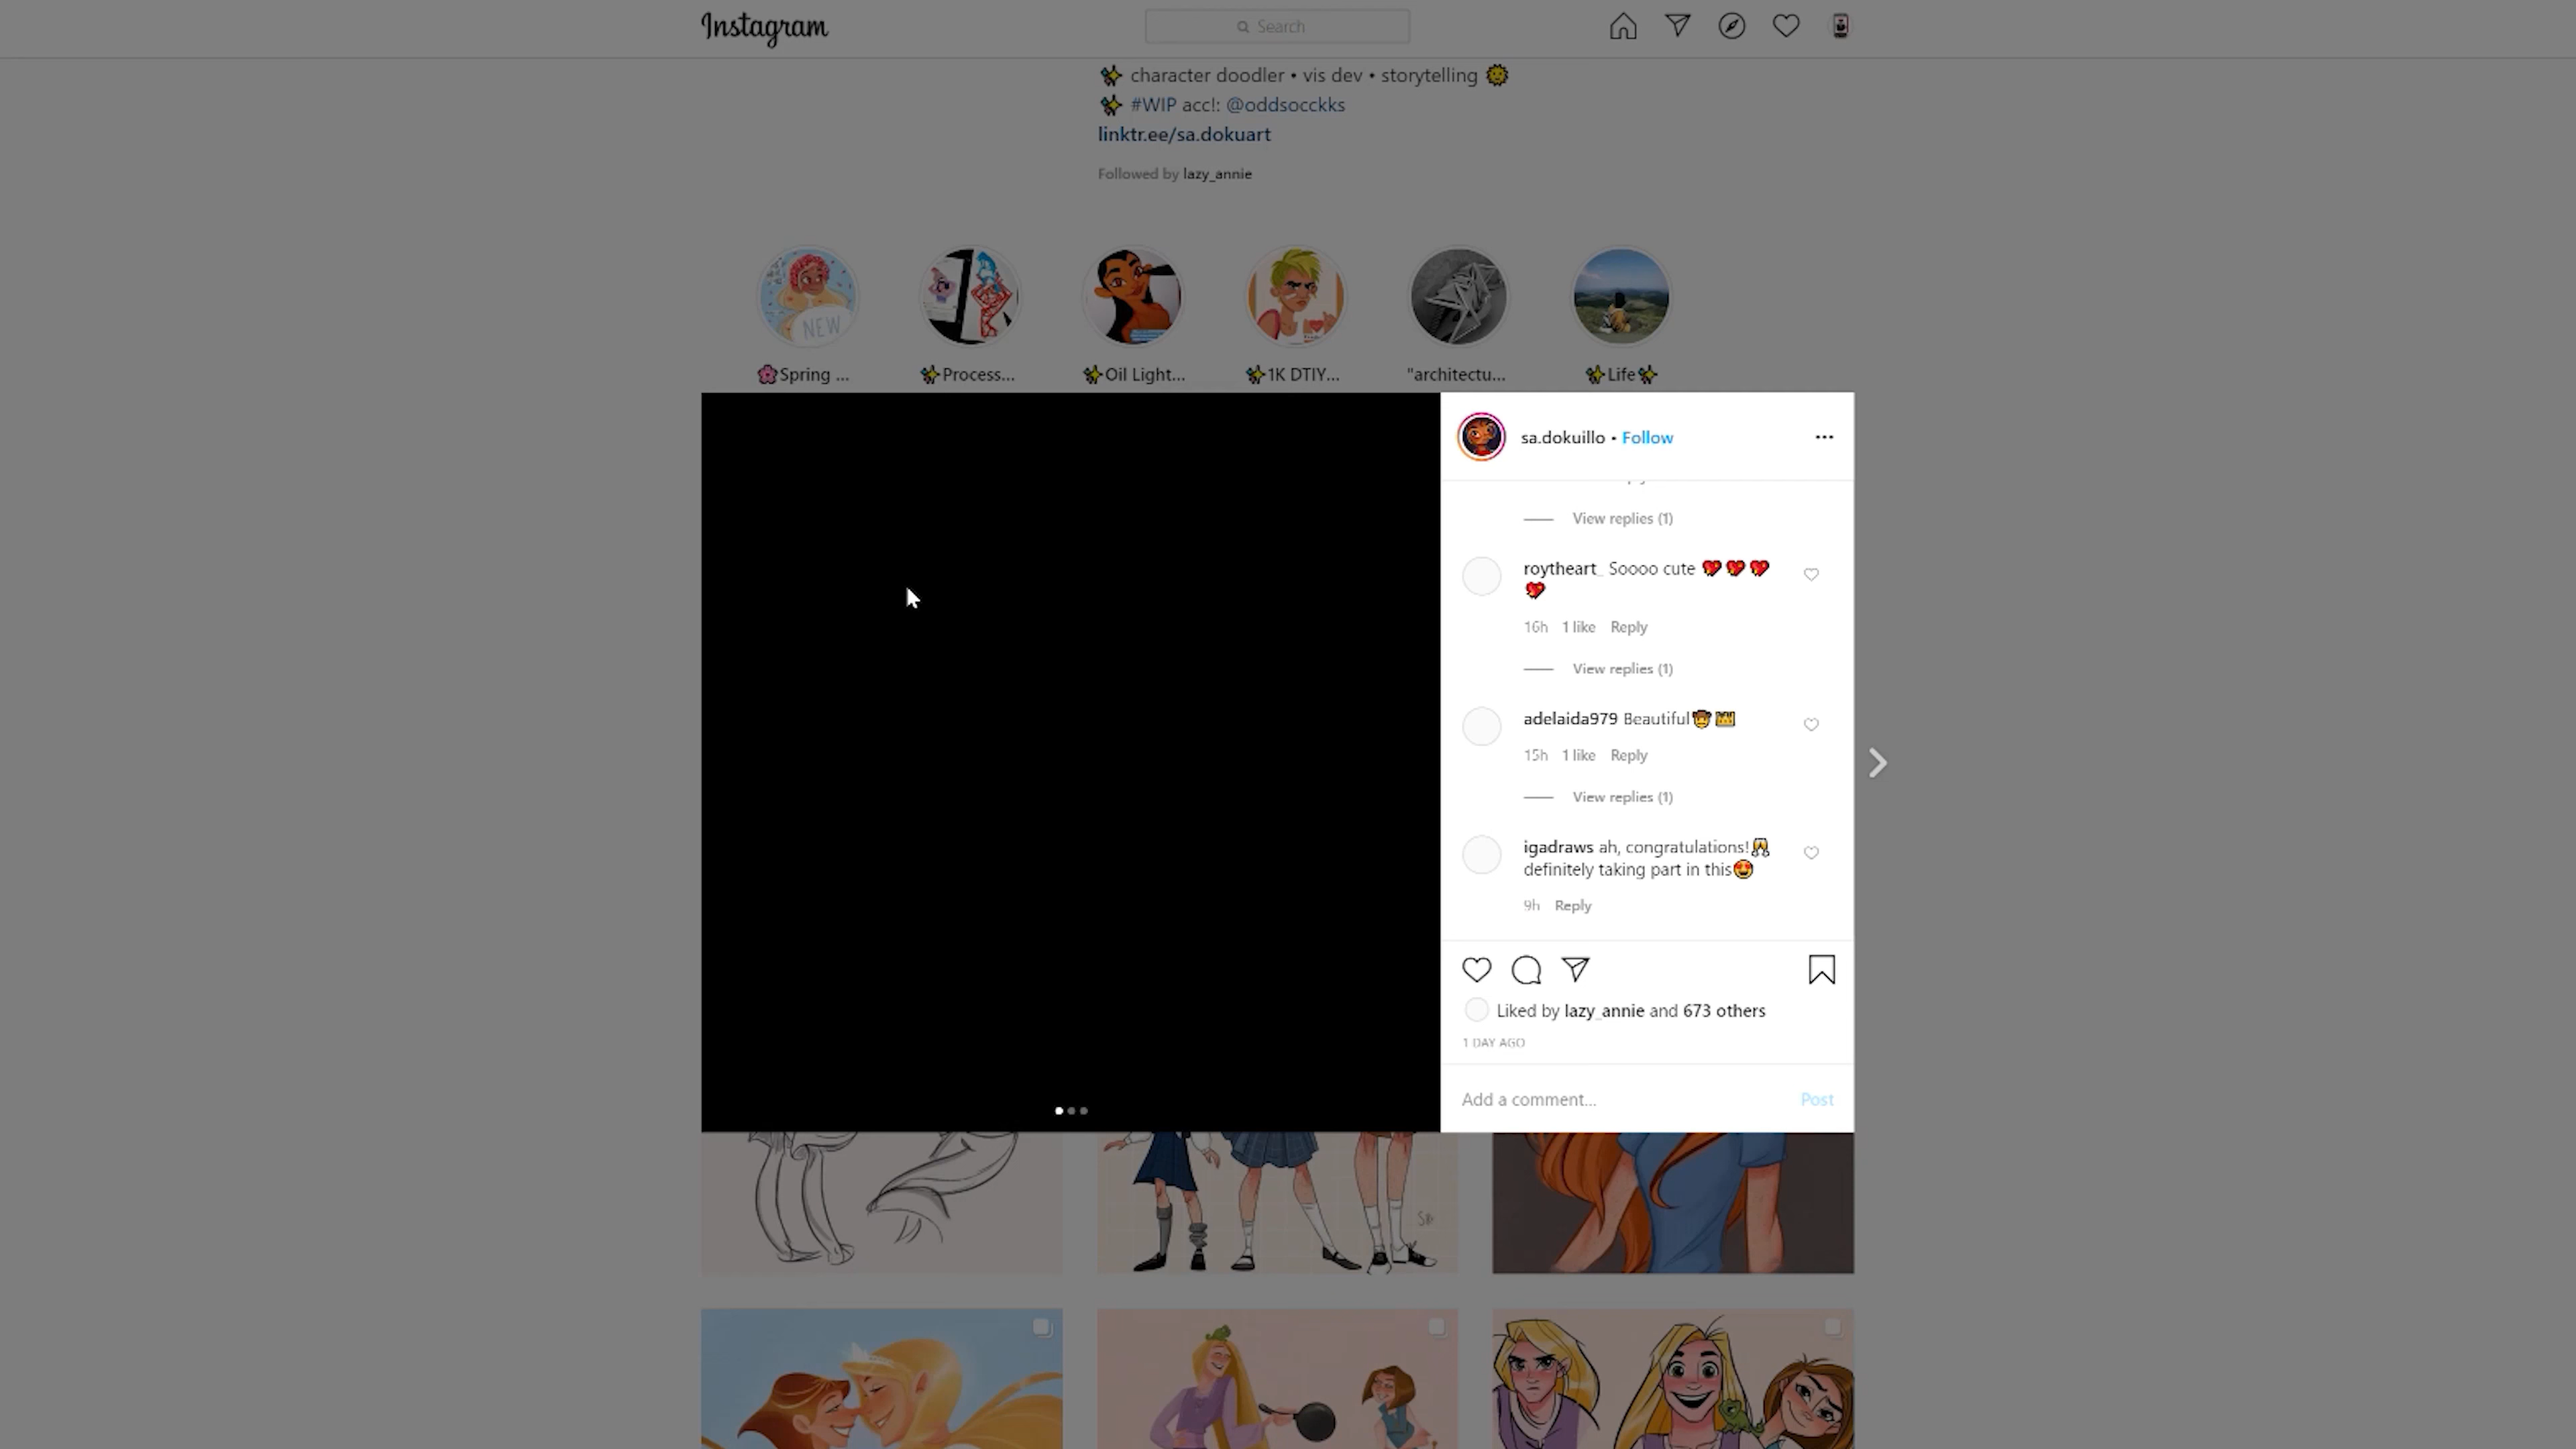 Instagram
Search
✨ character doodler • vis dev • storytelling 🌞
✨ #WIP acc!: @oddsocckks
linktr.ee/sa.dokuart
Followed by lazy_annie
NEW
🌸Spring ...
✨Process...
✨Oil Light...
✨1K DTIY...
"architectu...
✨Life✨
sa.dokuillo • Follow
View replies (1)
roytheart_ Soooo cute 💖💖💖
💖
16h 1 like Reply
View replies (1)
adelaida979 Beautiful🤠👑
15h 1 like Reply
View replies (1)
igadraws ah, congratulations!🥂
definitely taking part in this😍
9h Reply
Liked by lazy_annie and 673 others
1 DAY AGO
Add a comment...
Post